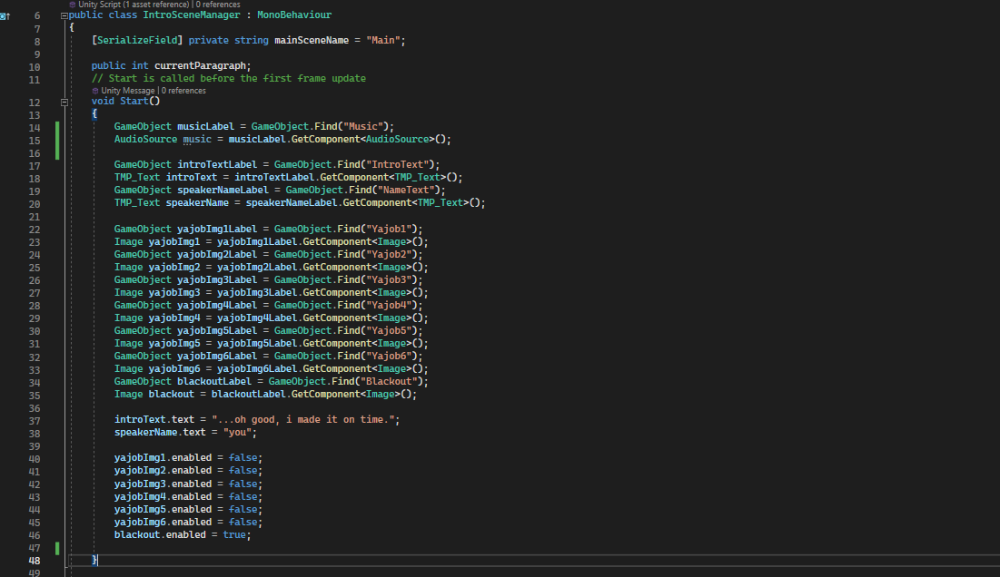 Unity Script (1 asset reference) | 0 references
6 public class IntroSceneManager : MonoBehaviour
7 {
8 [SerializeField] private string mainSceneName = "Main";
9
10 public int currentParagraph;
11 // Start is called before the first frame update
Unity Message | 0 references
12 void Start()
13 {
14 GameObject musicLabel = GameObject.Find("Music");
15 AudioSource music = musicLabel.GetComponent<AudioSource>();
16
17 GameObject introTextLabel = GameObject.Find("IntroText");
18 TMP_Text introText = introTextLabel.GetComponent<TMP_Text>();
19 GameObject speakerNameLabel = GameObject.Find("NameText");
20 TMP_Text speakerName = speakerNameLabel.GetComponent<TMP_Text>();
21
22 GameObject yajobImg1Label = GameObject.Find("Yajob1");
23 Image yajobImg1 = yajobImg1Label.GetComponent<Image>();
24 GameObject yajobImg2Label = GameObject.Find("Yajob2");
25 Image yajobImg2 = yajobImg2Label.GetComponent<Image>();
26 GameObject yajobImg3Label = GameObject.Find("Yajob3");
27 Image yajobImg3 = yajobImg3Label.GetComponent<Image>();
28 GameObject yajobImg4Label = GameObject.Find("Yajob4");
29 Image yajobImg4 = yajobImg4Label.GetComponent<Image>();
30 GameObject yajobImg5Label = GameObject.Find("Yajob5");
31 Image yajobImg5 = yajobImg5Label.GetComponent<Image>();
32 GameObject yajobImg6Label = GameObject.Find("Yajob6");
33 Image yajobImg6 = yajobImg6Label.GetComponent<Image>();
34 GameObject blackoutLabel = GameObject.Find("Blackout");
35 Image blackout = blackoutLabel.GetComponent<Image>();
36
37 introText.text = "...oh good, i made it on time.";
38 speakerName.text = "you";
39
40 yajobImg1.enabled = false;
41 yajobImg2.enabled = false;
42 yajobImg3.enabled = false;
43 yajobImg4.enabled = false;
44 yajobImg5.enabled = false;
45 yajobImg6.enabled = false;
46 blackout.enabled = true;
47
48 }
49